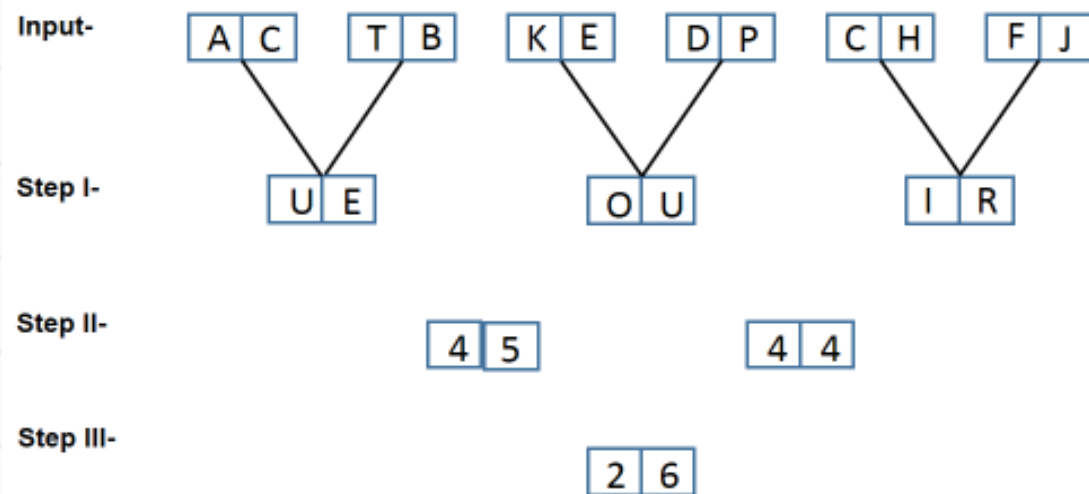 Input- A C T B K E D P C H F J
Step I- U E O U I R
Step II- 4 5 4 4
Step III- 2 6